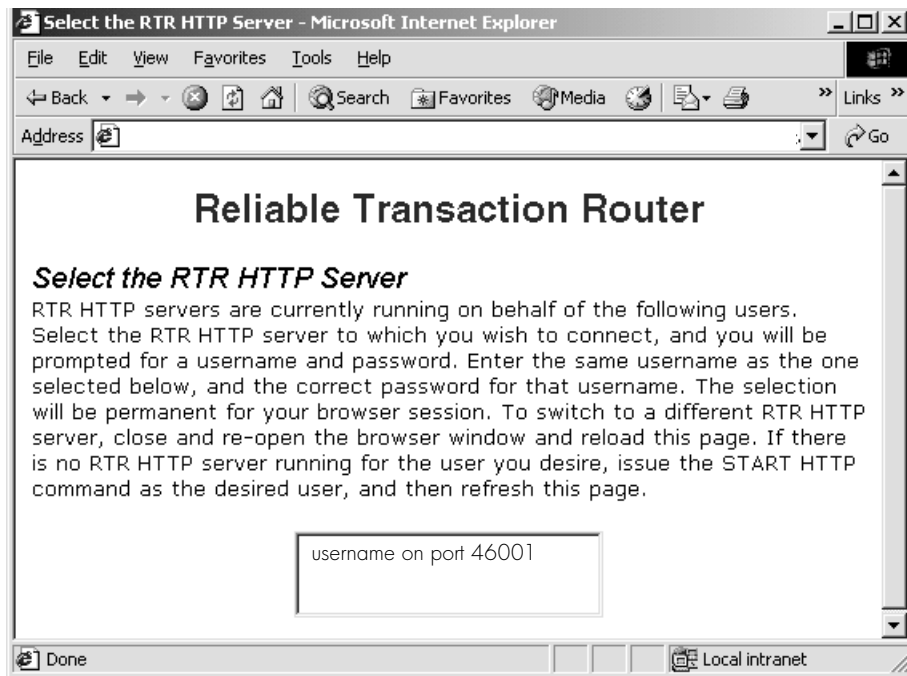 Select the RTR HTTP Server - Microsoft Internet Explorer
File Edit View Favorites Tools Help
Back Search Favorites Media » Links »
Address Go
Reliable Transaction Router
Select the RTR HTTP Server
RTR HTTP servers are currently running on behalf of the following users.
Select the RTR HTTP server to which you wish to connect, and you will be
prompted for a username and password. Enter the same username as the one
selected below, and the correct password for that username. The selection
will be permanent for your browser session. To switch to a different RTR HTTP
server, close and re-open the browser window and reload this page. If there
is no RTR HTTP server running for the user you desire, issue the START HTTP
command as the desired user, and then refresh this page.
username on port 46001
Done Local intranet